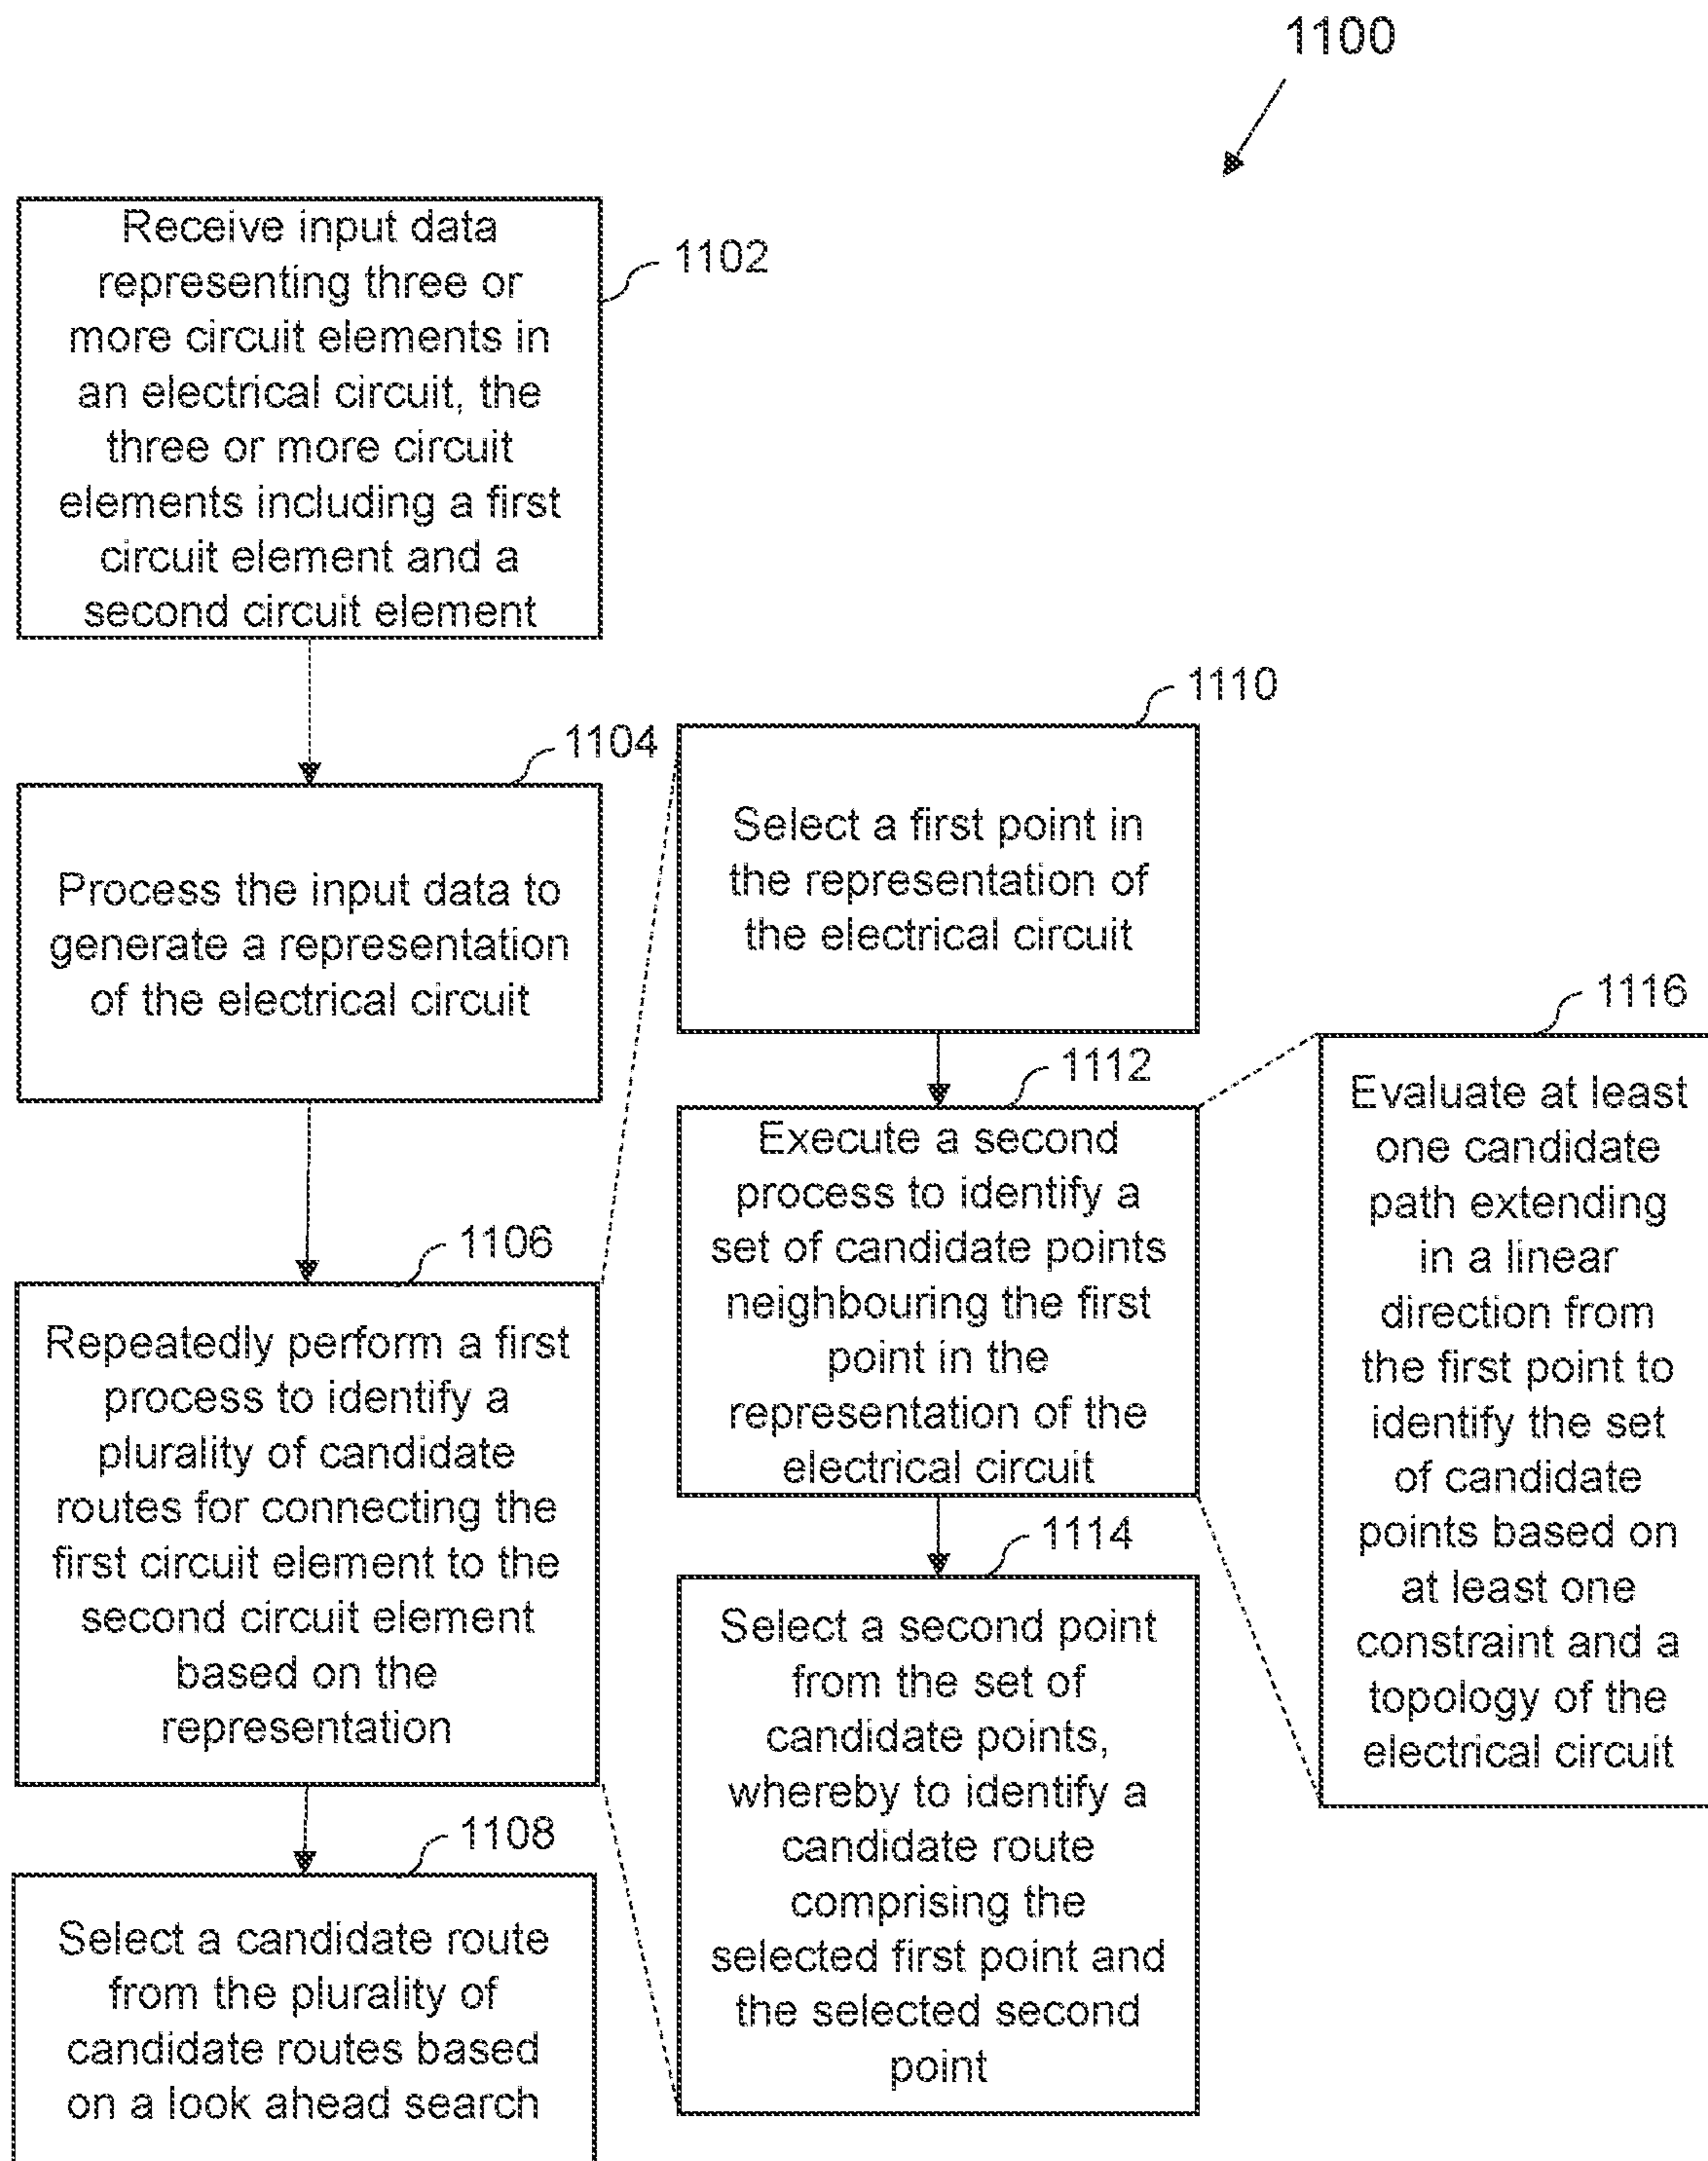 1100
Receive input data
representing three or
more circuit elements in
an electrical circuit, the
three or more circuit
elements including a first
circuit element and a
second circuit element
1102
1104
Process the input data to
generate a representation
of the electrical circuit
1106
Repeatedly perform a first
process to identify a
plurality of candidate
routes for connecting the
first circuit element to the
second circuit element
based on the
representation
1108
Select a candidate route
from the plurality of
candidate routes based
on a look ahead search
1110
Select a first point in
the representation of
the electrical circuit
1112
Execute a second
process to identify a
set of candidate points
neighbouring the first
point in the
representation of the
electrical circuit
1114
Select a second point
from the set of
candidate points,
whereby to identify a
candidate route
comprising the
selected first point and
the selected second
point
1116
Evaluate at least
one candidate
path extending
in a linear
direction from
the first point to
identify the set
of candidate
points based on
at least one
constraint and a
topology of the
electrical circuit